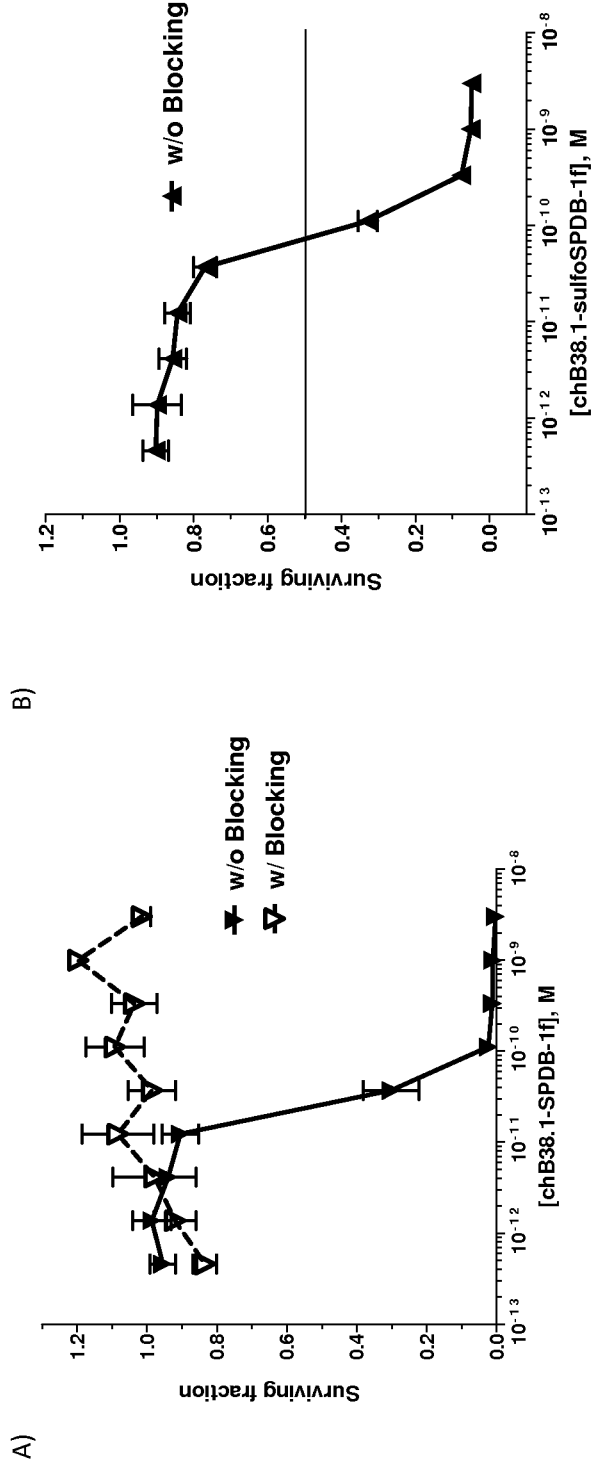 A)
Surviving fraction
1.2
1.0
0.8
0.6
0.4
0.2
0.0
10-13
10-12
10-11
10-10
10-9
10-8
[chB38.1-SPDB-1f], M
w/o Blocking
w/ Blocking
B)
Surviving fraction
1.2
1.0
0.8
0.6
0.4
0.2
0.0
10-13
10-12
10-11
10-10
10-9
10-8
[chB38.1-sulfoSPDB-1f], M
w/o Blocking